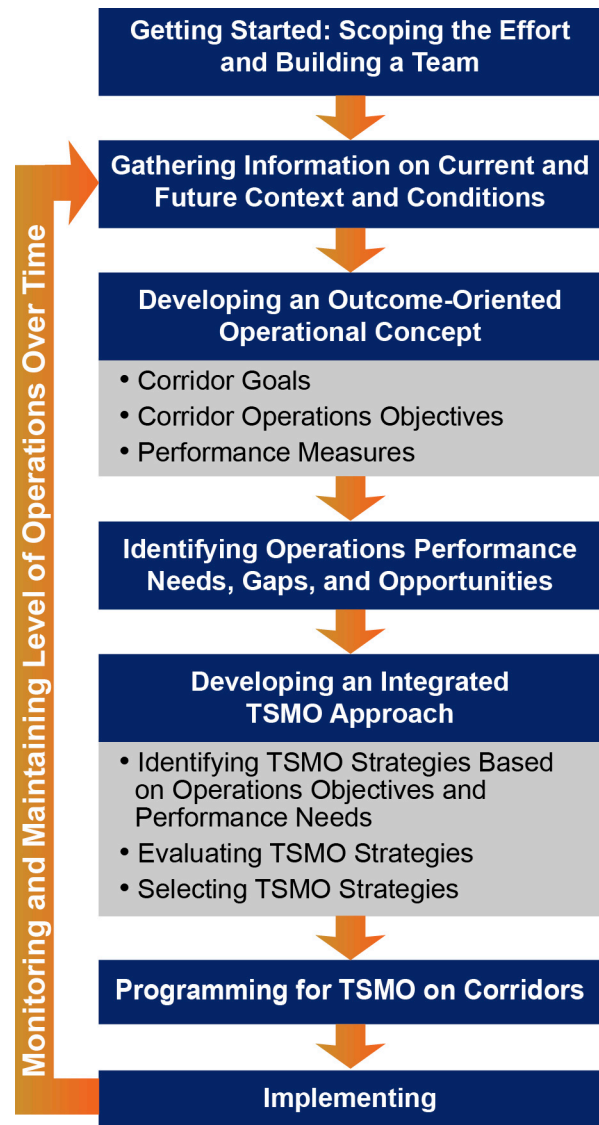 Getting Started: Scoping the Effort
and Building a Team
Gathering Information on Current and
Future Context and Conditions
Developing an Outcome-Oriented
Operational Concept
• Corridor Goals
• Corridor Operations Objectives
• Performance Measures
Identifying Operations Performance
Needs, Gaps, and Opportunities
Developing an Integrated
TSMO Approach
• Identifying TSMO Strategies Based
on Operations Objectives and
Performance Needs
• Evaluating TSMO Strategies
• Selecting TSMO Strategies
Programming for TSMO on Corridors
Implementing
Monitoring and Maintaining Level of Operations Over Time